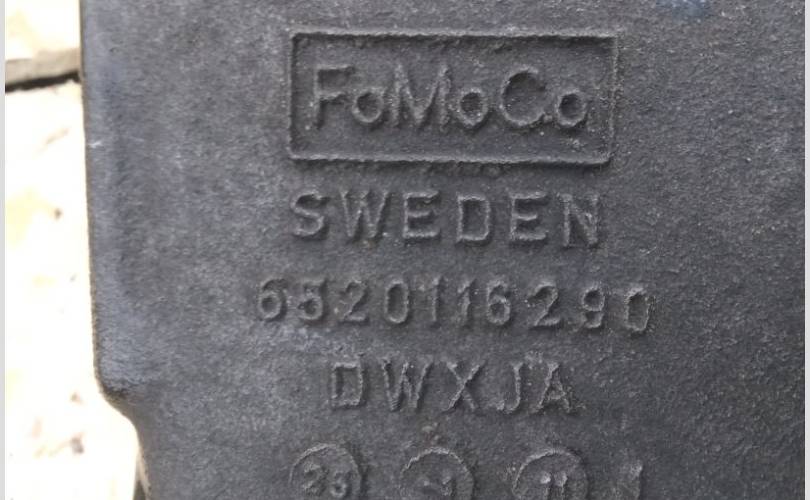 FoMoCo
SWEDEN
6520116290
DWXJA